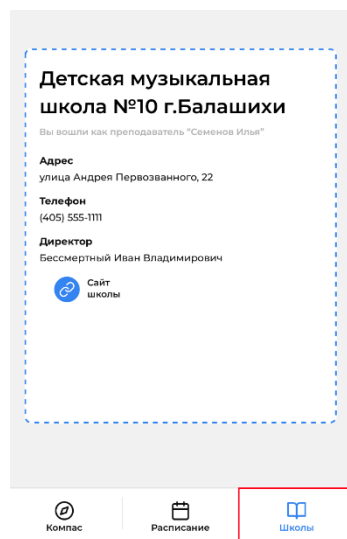 Детская музыкальная
школа №10 г.Балашихи
Вы вошли как преподаватель “Семенов Илья”
Адрес
улица Андрея Первозванного, 22
Телефон
(405) 555-1111
Директор
Бессмертный Иван Владимирович
Сайт
школы
Компас
Расписание
Школы